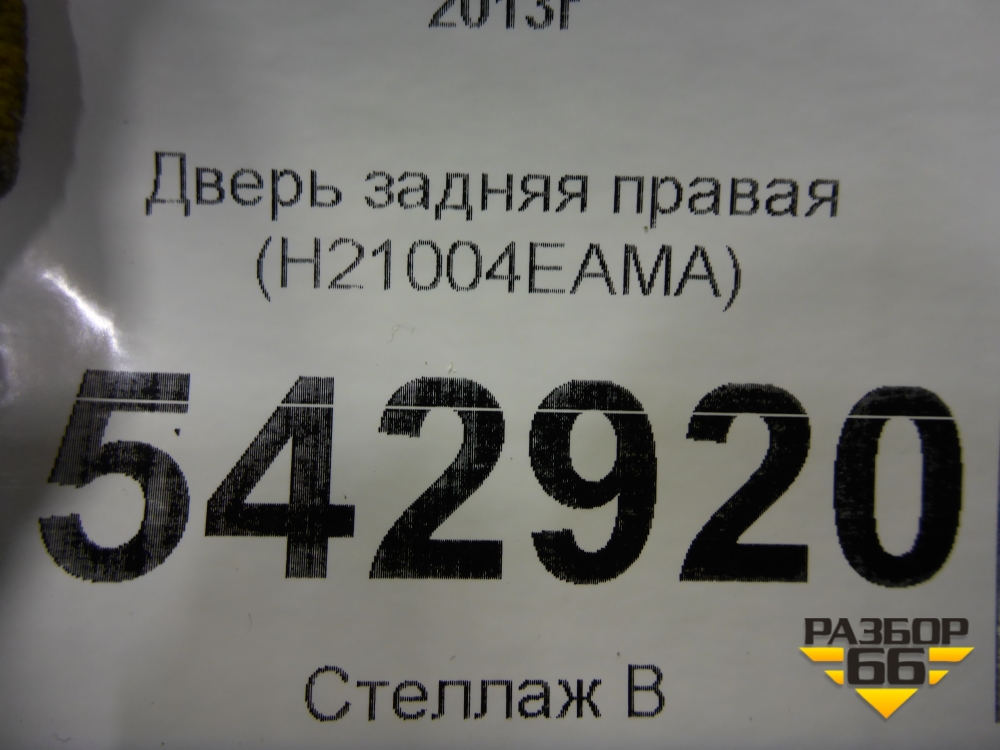 2013г
Дверь задняя правая
(H21004EAMA)
542920
Стеллаж В
РАЗБОР
66